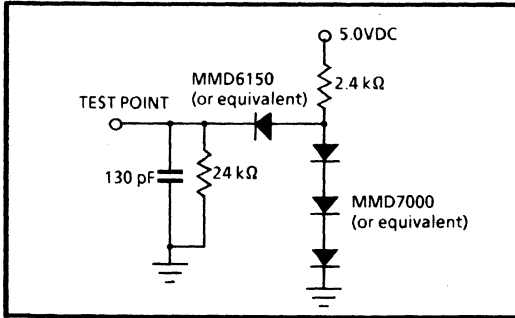 5.0VDC
MMD6150
(or equivalent)
2.4 kΩ
TEST POINT
130 pF
24 kΩ
MMD7000
(or equivalent)